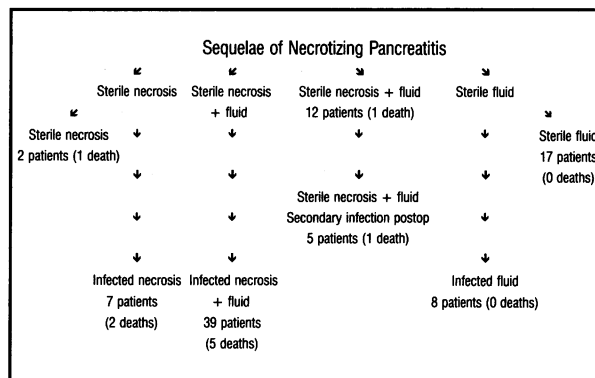 Sequelae of Necrotizing Pancreatitis
Sterile necrosis
Sterile necrosis
+ fluid
Sterile necrosis + fluid
12 patients (1 death)
Sterile fluid
Sterile necrosis
2 patients (1 death)
Sterile fluid
17 patients
(0 deaths)
Sterile necrosis + fluid
Secondary infection postop
5 patients (1 death)
Infected necrosis
7 patients
(2 deaths)
Infected necrosis
+ fluid
39 patients
(5 deaths)
Infected fluid
8 patients (0 deaths)